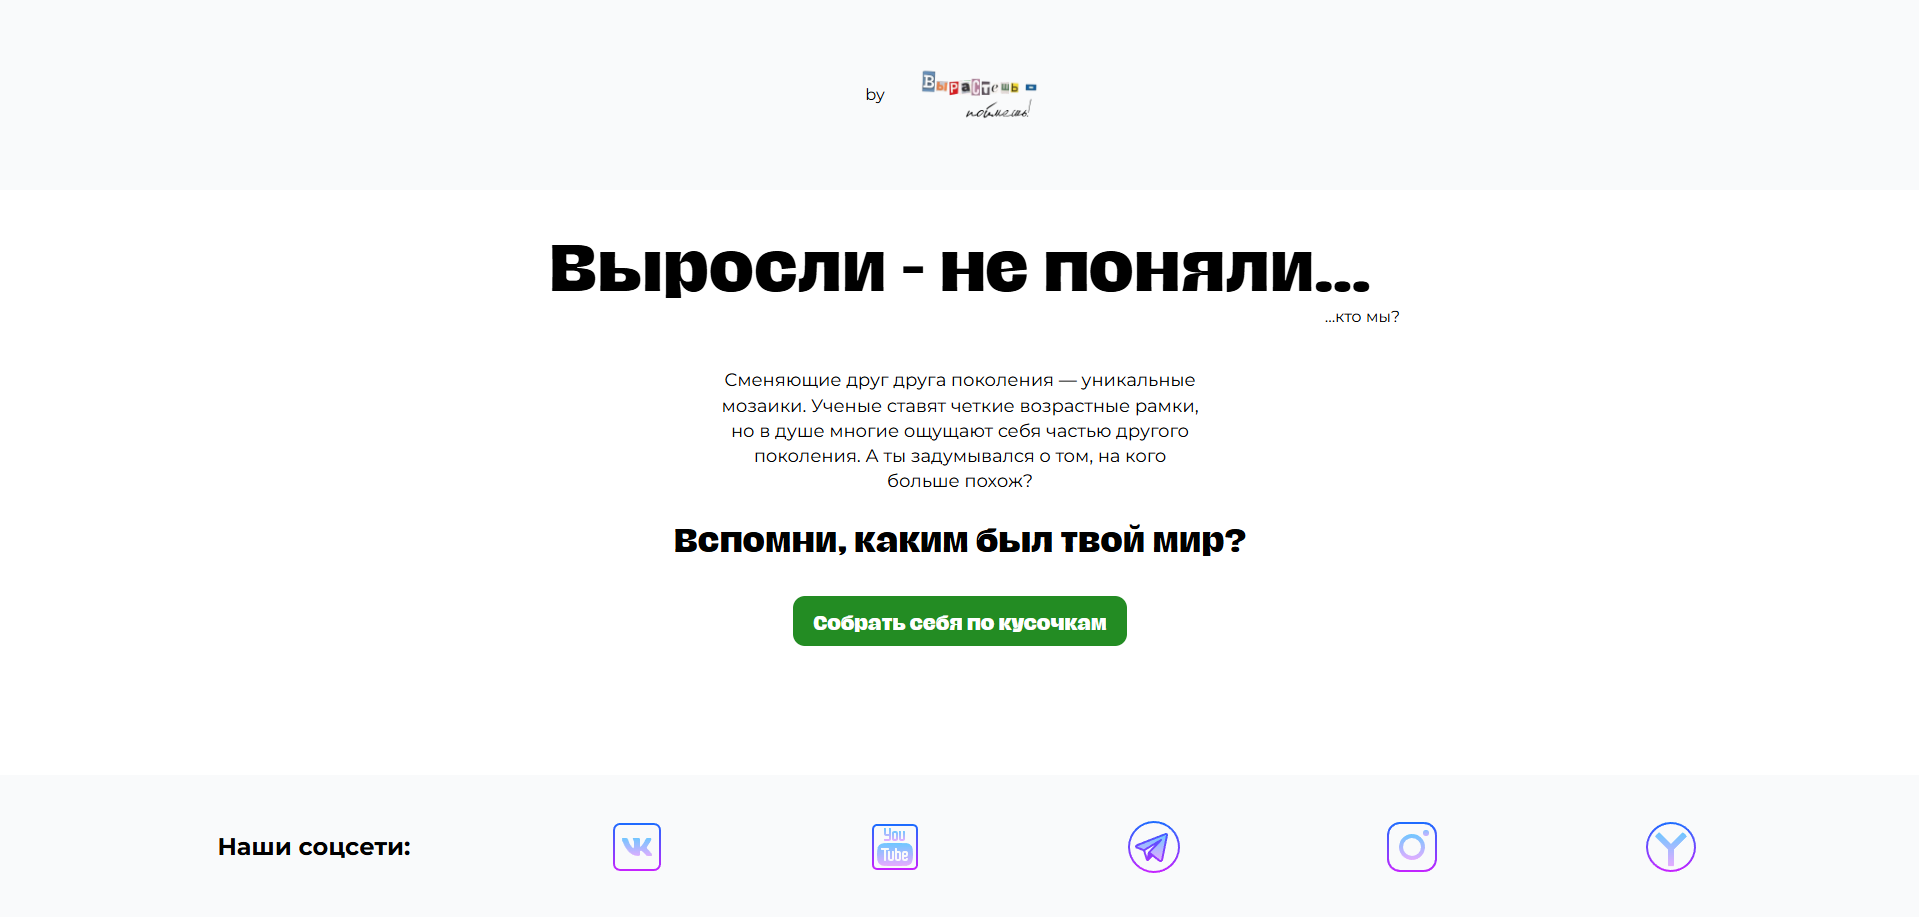 by
Вырастешь -
поймешь!
Выросли - не поняли...
...кто мы?
Сменяющие друг друга поколения — уникальные
мозаики. Ученые ставят четкие возрастные рамки,
но в душе многие ощущают себя частью другого
поколения. А ты задумывался о том, на кого
больше похож?
Вспомни, каким был твой мир?
Собрать себя по кусочкам
Наши соцсети:
You
Tube